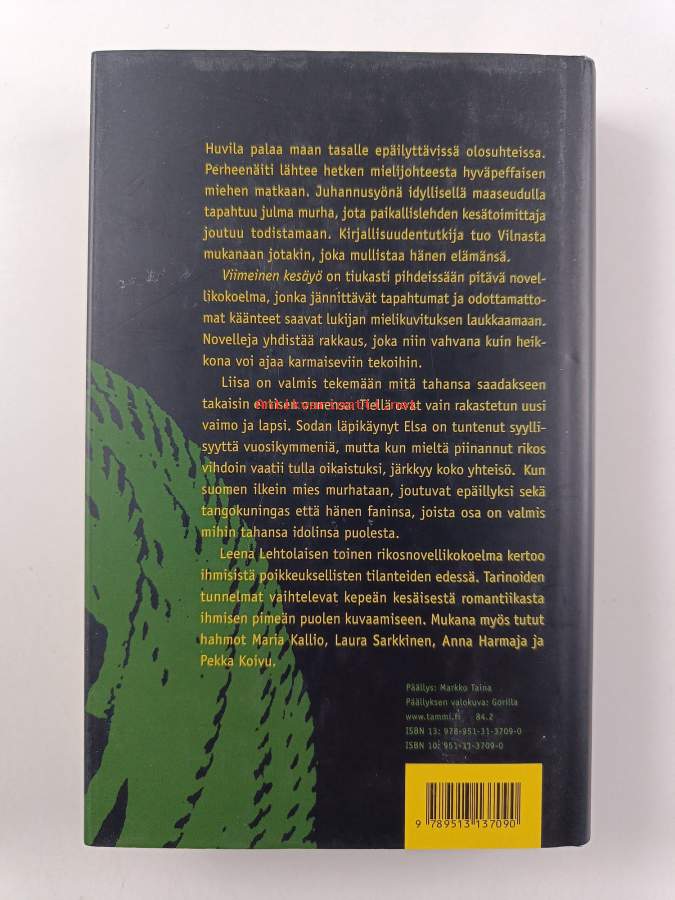 Huvila palaa maan tasalle epäilyttävissä olosuhteissa.
Perheenäiti lähtee hetken mielijohteesta hyväpeffaisen
miehen matkaan. Juhannusyönä idyllisellä maaseudulla
tapahtuu julma murha, jota paikallislehden kesätoimittaja
joutuu todistamaan. Kirjallisuudentutkija tuo Vilnasta
mukanaan jotakin, joka mullistaa hänen elämänsä.
Viimeinen kesäyö on tiukasti pihdeissään pitävä novel-
likokoelma, jonka jännittävät tapahtumat ja odottamatto-
mat käänteet saavat lukijan mielikuvituksen laukkaamaan.
Novelleja yhdistää rakkaus, joka niin vahvana kuin heik-
kona voi ajaa karmaiseviin tekoihin.
Liisa on valmis tekemään mitä tahansa saadakseen
takaisin entisen omensa. Tiellä ovat vain rakastetun uusi
vaimo ja lapsi. Sodan läpikäynyt Elsa on tuntenut syylli-
syyttä vuosikymmeniä, mutta kun mieltä piinannut rikos
vihdoin vaatii tulla oikaistuksi, järkkyy koko yhteisö. Kun
suomen ilkein mies murhataan, joutuvat epäillyksi sekä
tangokuningas että hänen faninsa, joista osa on valmis
mihin tahansa idolinsa puolesta.
Leena Lehtolaisen toinen rikosnovellikokoelma kertoo
ihmisistä poikkeuksellisten tilanteiden edessä. Tarinoiden
tunnelmat vaihtelevat kepeän kesäisestä romantiikasta
ihmisen pimeän puolen kuvaamiseen. Mukana myös tutut
hahmot Maria Kallio, Laura Sarkkinen, Anna Harmaja ja
Pekka Koivu.
Päällys: Markko Taina
Päällyksen valokuva: Gorilla
www.tammi.fi 84.2
ISBN 13: 978-951-31-3709-0
ISBN 10: 951-31-3709-0
9 789513 137090